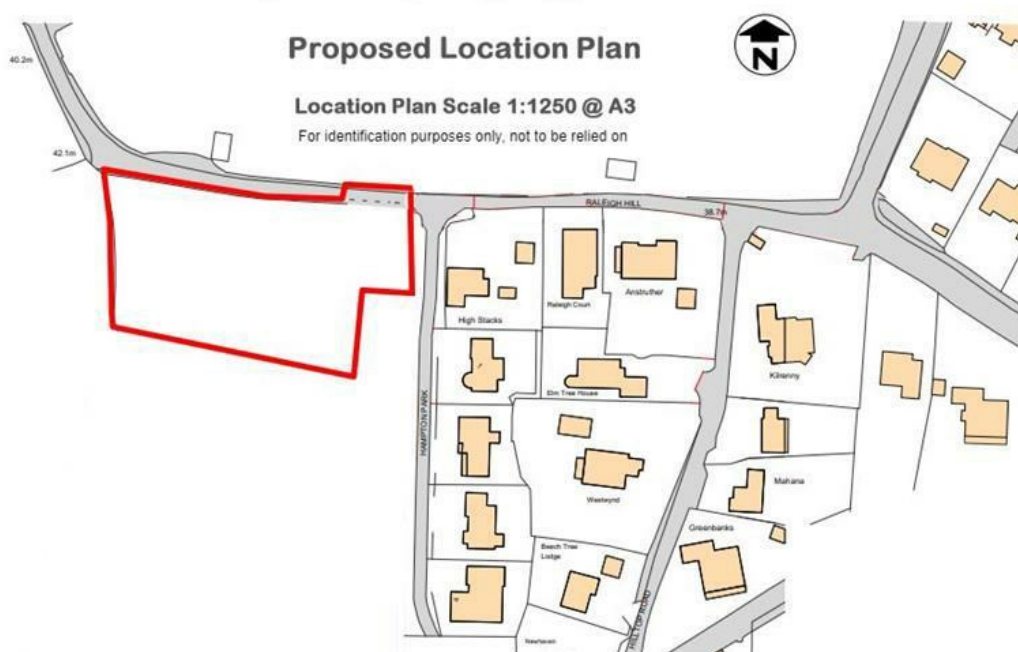 Proposed Location Plan
N
Location Plan Scale 1:1250 @ A3
For identification purposes only, not to be relied on
40.2m
42.1m
RALEIGH HILL
38.7m
Raleigh Court
Anstruther
High Stacks
Kilrenny
Elm Tree House
HAMPTON PARK
Mahana
Westwynd
Greenbanks
Beech Tree
Lodge
HILLTOP ROAD
Newhaven